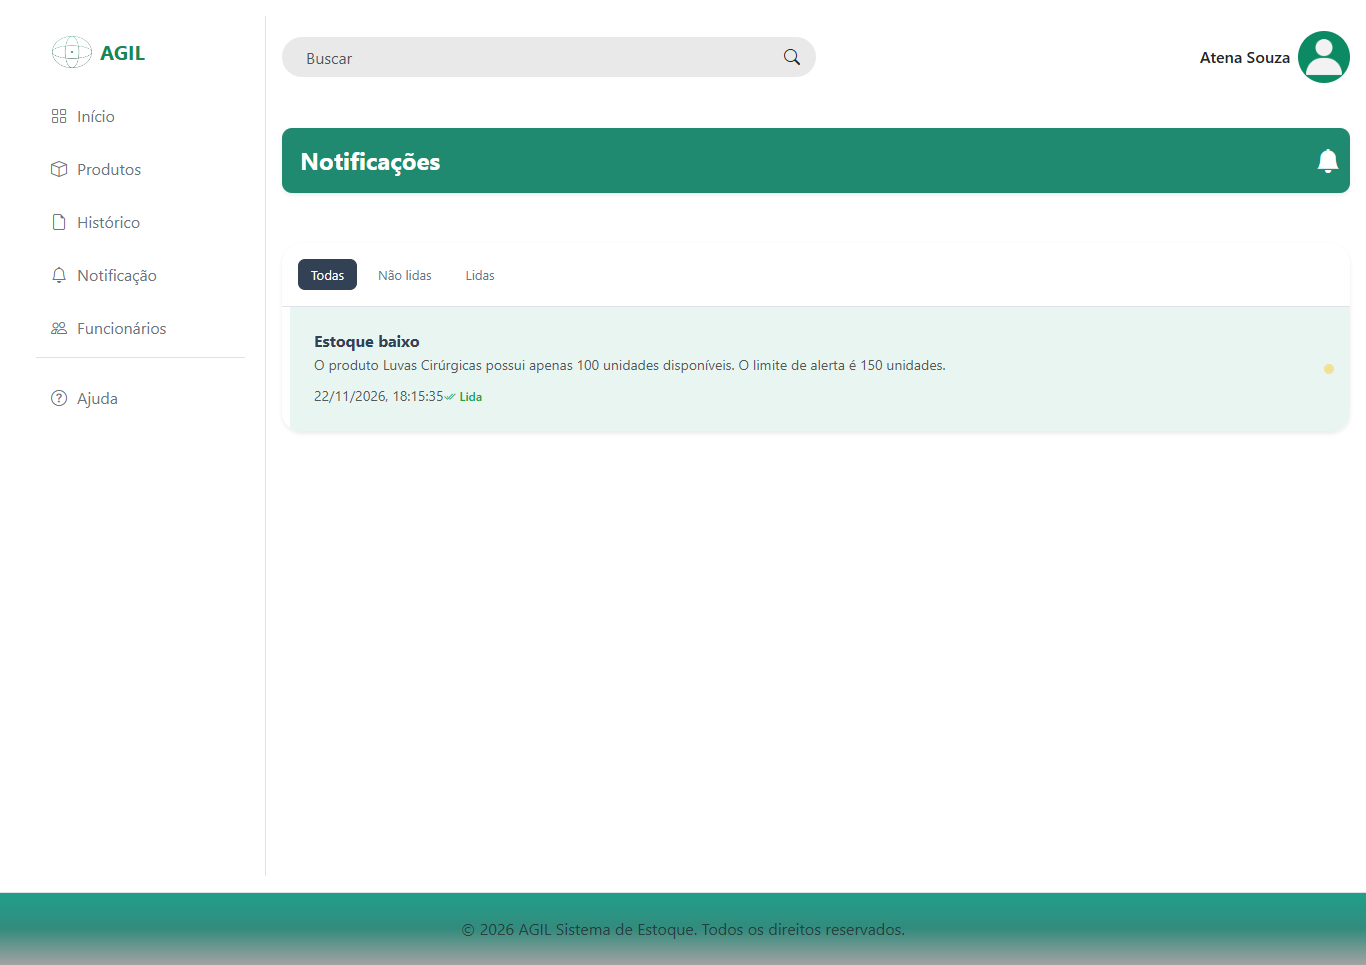 AGIL
Início
Produtos
Histórico
Notificação
Funcionários
Ajuda
Buscar
Atena Souza
Notificações
Todas Não lidas Lidas
Estoque baixo
O produto Luvas Cirúrgicas possui apenas 100 unidades disponíveis. O limite de alerta é 150 unidades.
22/11/2026, 18:15:35 Lida
© 2026 AGIL Sistema de Estoque. Todos os direitos reservados.